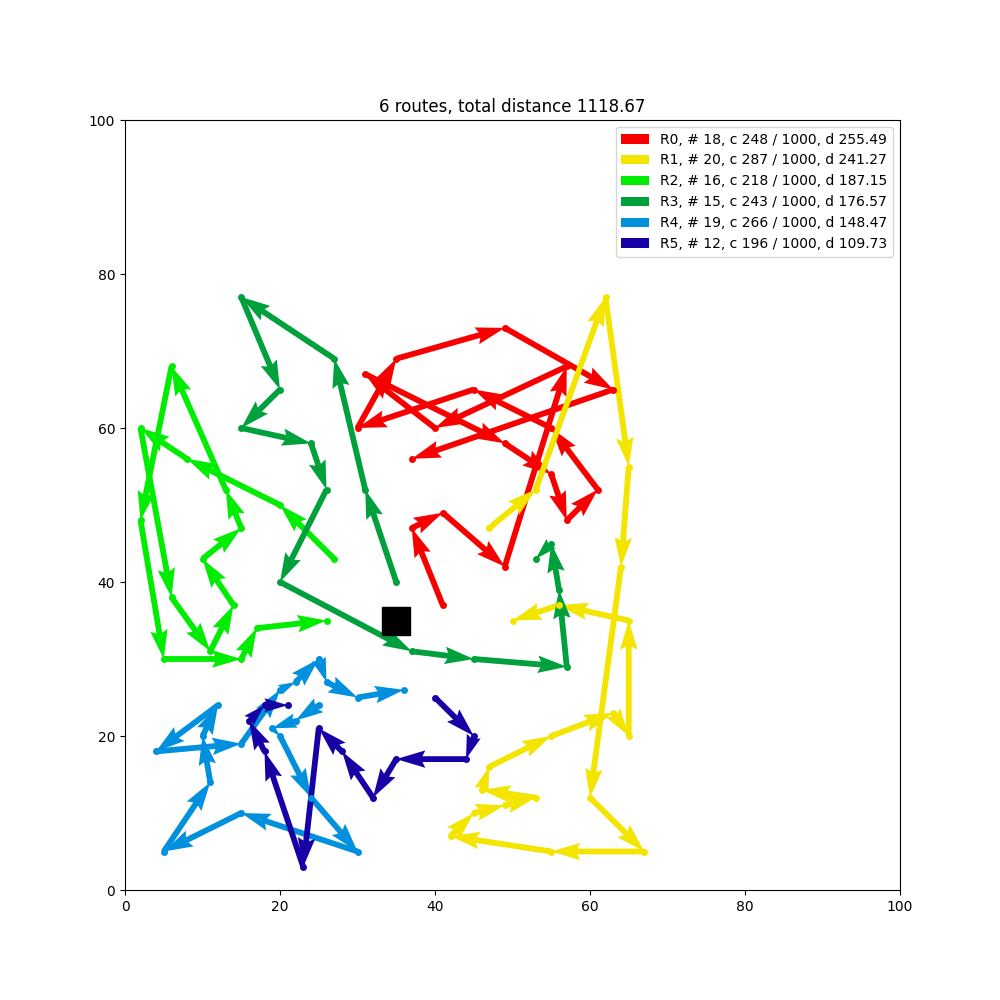 6 routes, total distance 1118.67
R0, # 18, c 248 / 1000, d 255.49
R1, # 20, c 287 / 1000, d 241.27
R2, # 16, c 218 / 1000, d 187.15
R3, # 15, c 243 / 1000, d 176.57
R4, # 19, c 266 / 1000, d 148.47
R5, # 12, c 196 / 1000, d 109.73
100
80
60
40
20
0
0 20 40 60 80 100